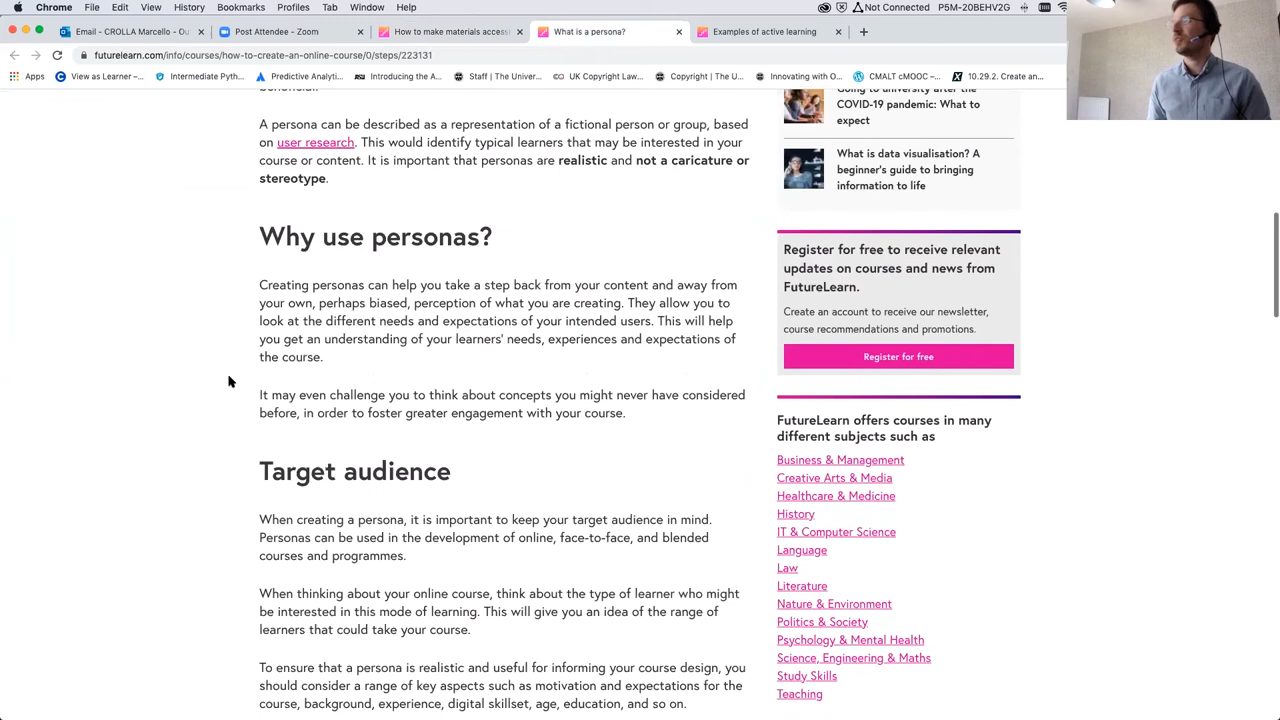 Chrome File Edit View History Bookmarks Profiles Tab Window Help
Not Connected P5M-20BEHV2G
Email - CROLLA Marcello - Ou
Post Attendee - Zoom
How to make materials accessi
What is a persona?
Examples of active learning
futurelearn.com/info/courses/how-to-create-an-online-course/0/steps/223131
Apps View as Learner –... Intermediate Pyth... Predictive Analyti... Introducing the A... Staff | The Univer... UK Copyright Law... Copyright | The U... Innovating with O... CMALT cMOOC –... 10.29.2. Create an...
A persona can be described as a representation of a fictional person or group, based
on user research. This would identify typical learners that may be interested in your
course or content. It is important that personas are realistic and not a caricature or
stereotype.
Why use personas?
Creating personas can help you take a step back from your content and away from
your own, perhaps biased, perception of what you are creating. They allow you to
look at the different needs and expectations of your intended users. This will help
you get an understanding of your learners' needs, experiences and expectations of
the course.
It may even challenge you to think about concepts you might never have considered
before, in order to foster greater engagement with your course.
Target audience
When creating a persona, it is important to keep your target audience in mind.
Personas can be used in the development of online, face-to-face, and blended
courses and programmes.
When thinking about your online course, think about the type of learner who might
be interested in this mode of learning. This will give you an idea of the range of
learners that could take your course.
To ensure that a persona is realistic and useful for informing your course design, you
should consider a range of key aspects such as motivation and expectations for the
course, background, experience, digital skillset, age, education, and so on.
Going to university after the
COVID-19 pandemic: What to
expect
What is data visualisation? A
beginner's guide to bringing
information to life
Register for free to receive relevant
updates on courses and news from
FutureLearn.
Create an account to receive our newsletter,
course recommendations and promotions.
Register for free
FutureLearn offers courses in many
different subjects such as
Business & Management
Creative Arts & Media
Healthcare & Medicine
History
IT & Computer Science
Language
Law
Literature
Nature & Environment
Politics & Society
Psychology & Mental Health
Science, Engineering & Maths
Study Skills
Teaching